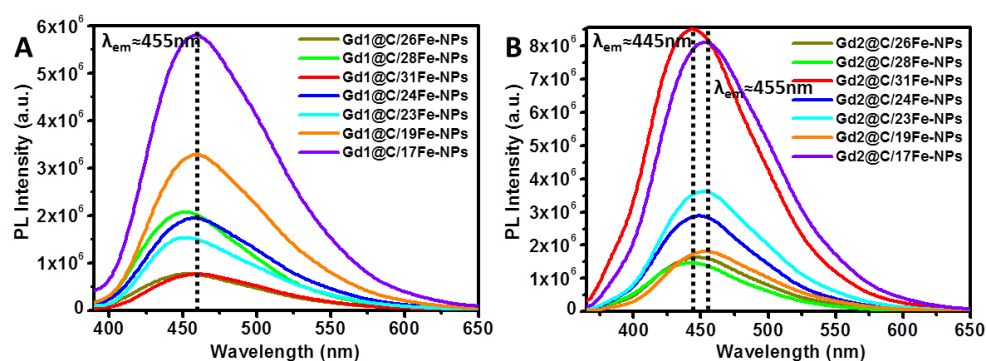 A
λem≈455nm
Gd1@C/26Fe-NPs
Gd1@C/28Fe-NPs
Gd1@C/31Fe-NPs
Gd1@C/24Fe-NPs
Gd1@C/23Fe-NPs
Gd1@C/19Fe-NPs
Gd1@C/17Fe-NPs
PL Intensity (a.u.)
6x10⁶
5x10⁶
4x10⁶
3x10⁶
2x10⁶
1x10⁶
0
400 450 500 550 600 650
Wavelength (nm)
B
λem≈445nm
λem≈455nm
Gd2@C/26Fe-NPs
Gd2@C/28Fe-NPs
Gd2@C/31Fe-NPs
Gd2@C/24Fe-NPs
Gd2@C/23Fe-NPs
Gd2@C/19Fe-NPs
Gd2@C/17Fe-NPs
PL Intensity (a.u.)
8x10⁶
7x10⁶
6x10⁶
5x10⁶
4x10⁶
3x10⁶
2x10⁶
1x10⁶
0
400 450 500 550 600 650
Wavelength (nm)